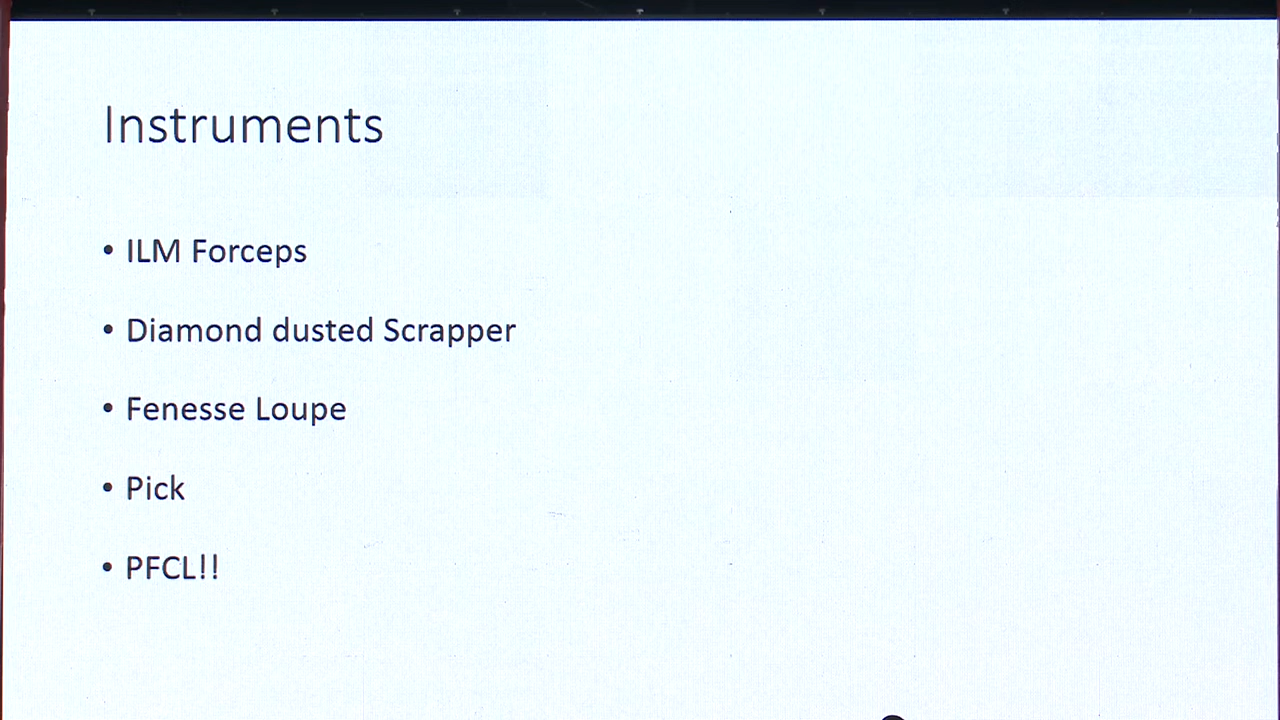 Instruments
• ILM Forceps
• Diamond dusted Scrapper
• Fenesse Loupe
• Pick
• PFCL!!